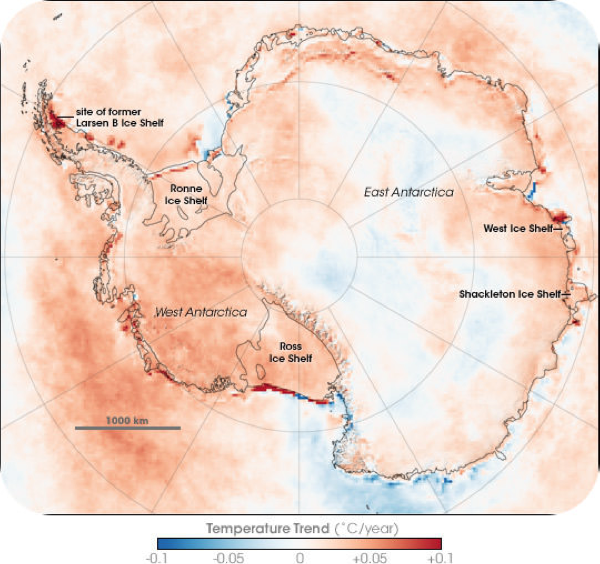 site of former
Larsen B Ice Shelf
Ronne
Ice Shelf
East Antarctica
West Ice Shelf
Shackleton Ice Shelf
West Antarctica
Ross
Ice Shelf
1000 km
Temperature Trend (˚C/year)
-0.1 -0.05 0 +0.05 +0.1